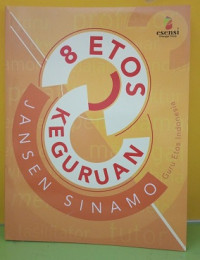 esensi
8 ETOS
KEGURUAN
JANSEN SINAMO
Guru Etos Indonesia